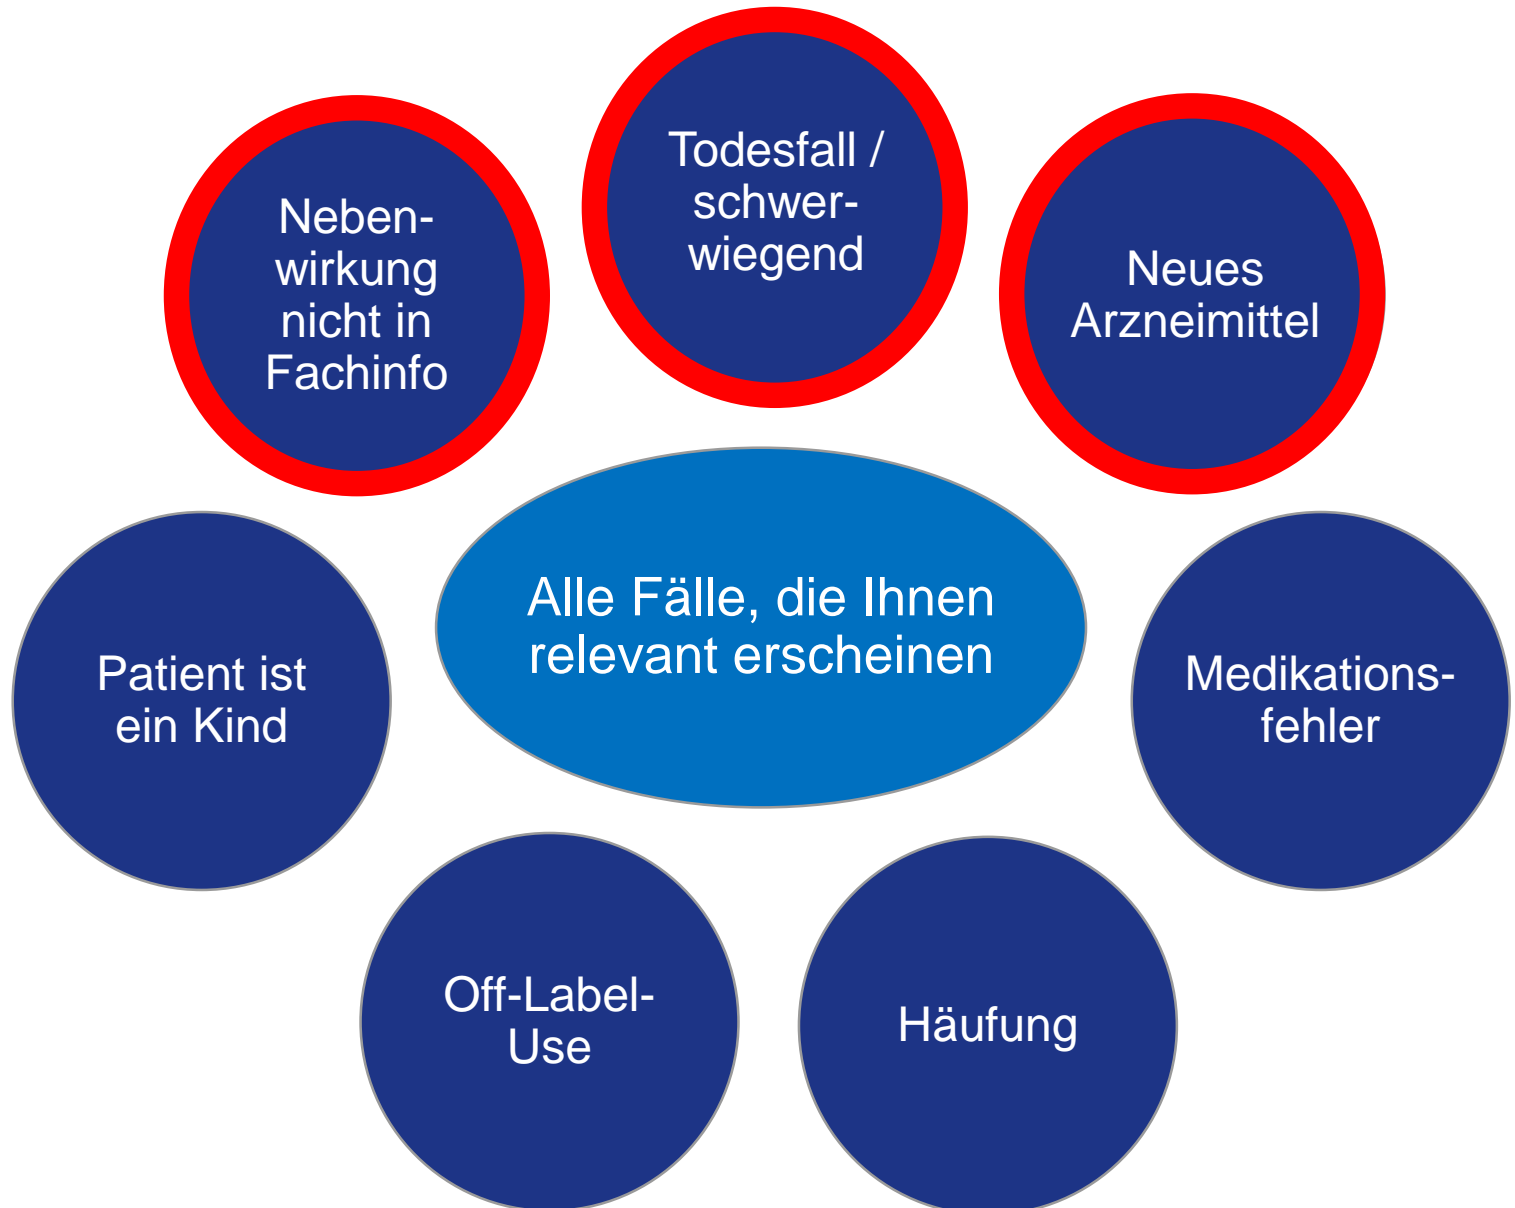 Todesfall /
schwer-
wiegend
Neben-
wirkung
nicht in
Fachinfo
Neues
Arzneimittel
Alle Fälle, die Ihnen
relevant erscheinen
Patient ist
ein Kind
Medikations-
fehler
Off-Label-
Use
Häufung